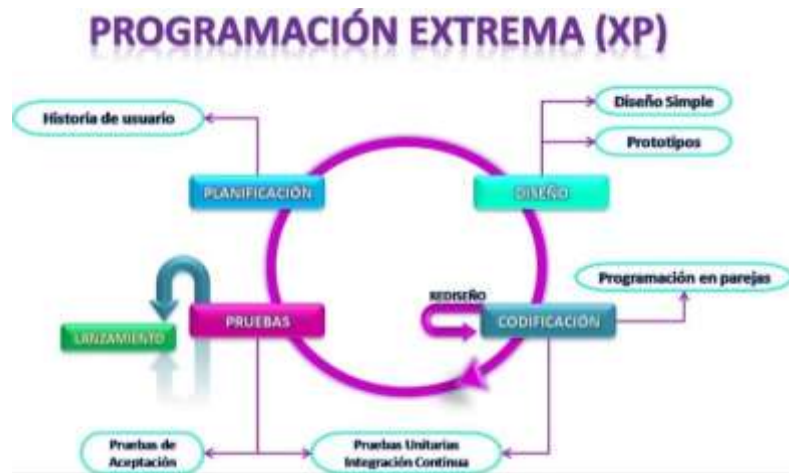 PROGRAMACIÓN EXTREMA (XP)
Historia de usuario
Diseño Simple
Prototipos
PLANIFICACIÓN
DISEÑO
Programación en parejas
REDISEÑO
PRUEBAS
CODIFICACIÓN
LANZAMIENTO
Pruebas de
Aceptación
Pruebas Unitarias
Integración Continua